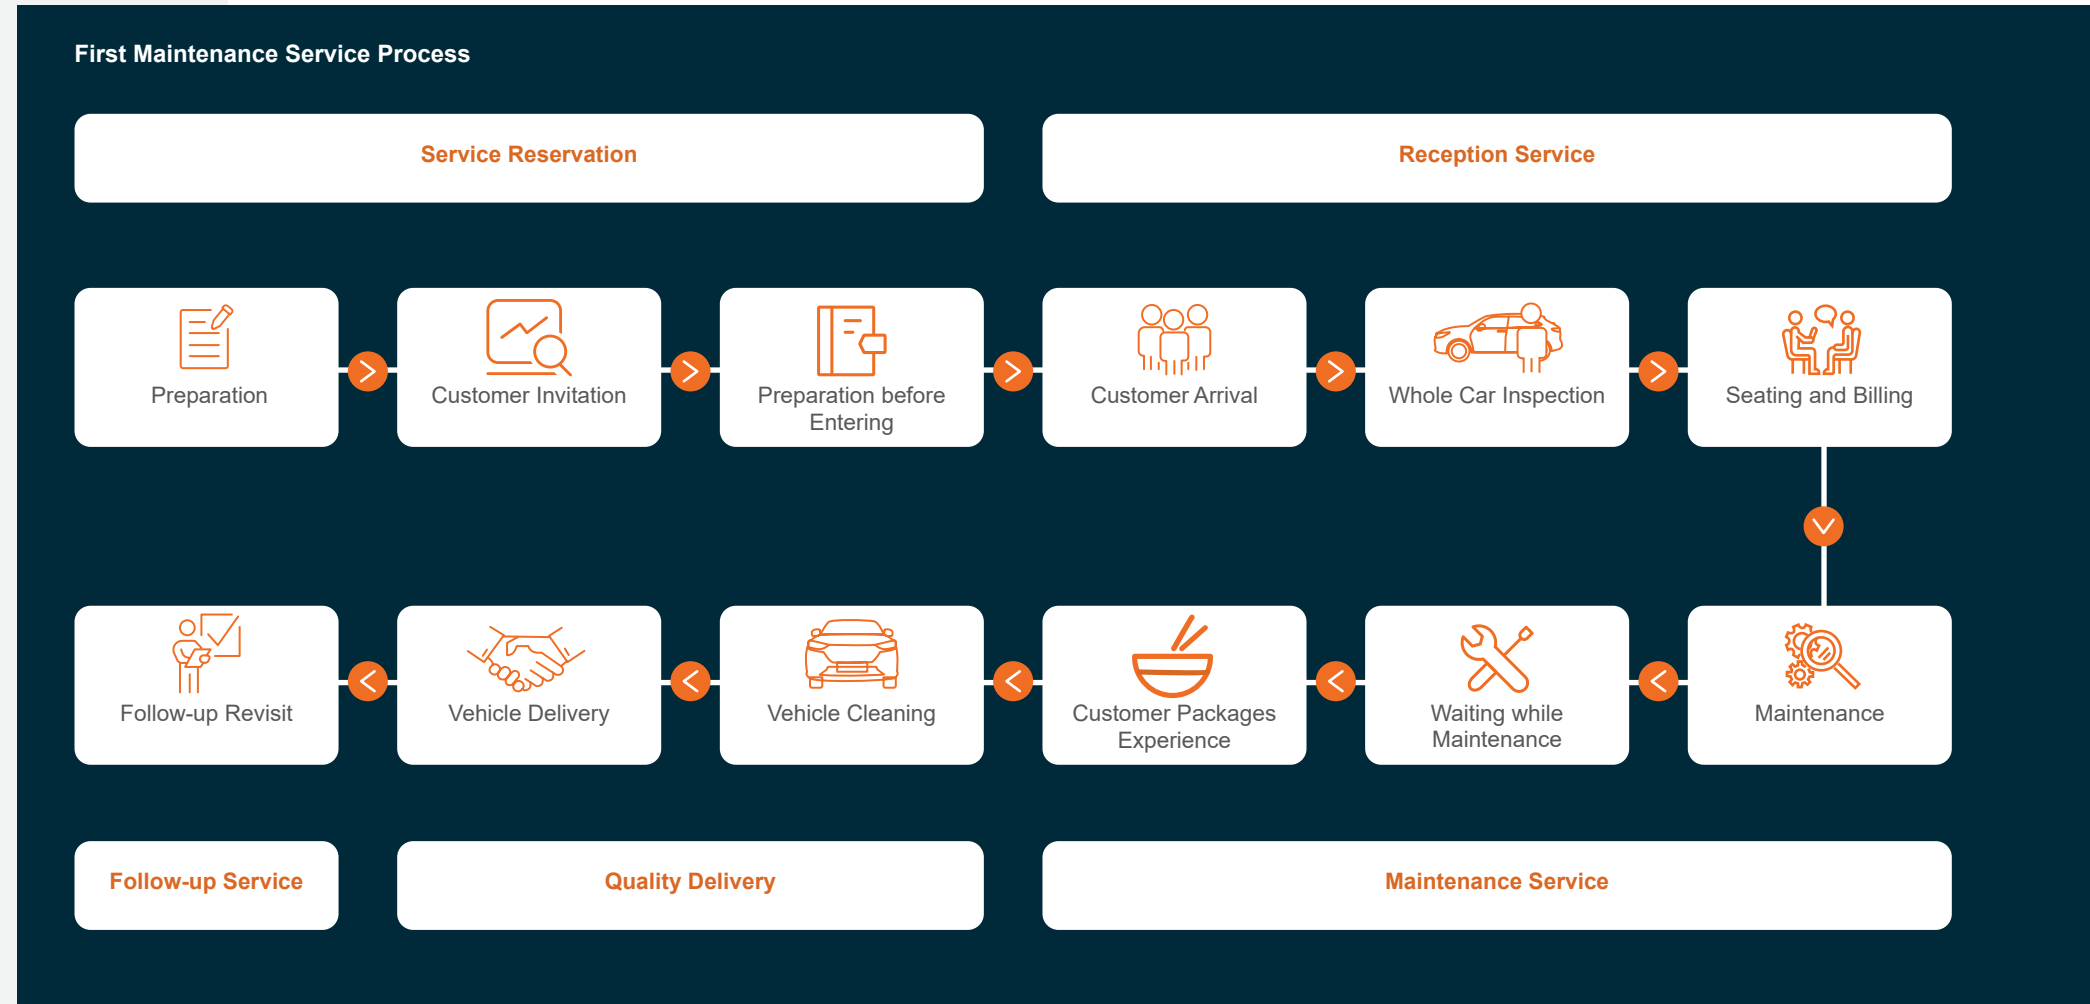 First Maintenance Service Process
Service Reservation
Reception Service
Preparation
Customer Invitation
Preparation before
Entering
Customer Arrival
Whole Car Inspection
Seating and Billing
Follow-up Revisit
Vehicle Delivery
Vehicle Cleaning
Customer Packages
Experience
Waiting while
Maintenance
Maintenance
Follow-up Service
Quality Delivery
Maintenance Service